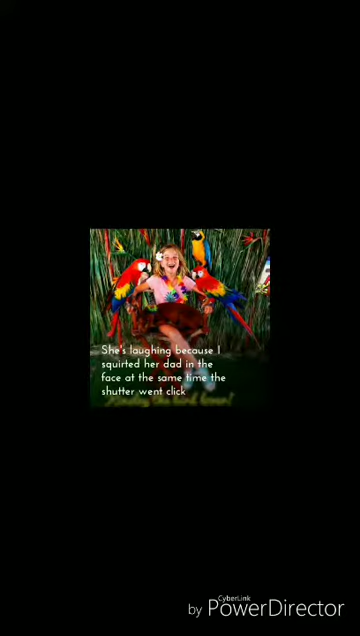 She's laughing because I
squirted her dad in the
face at the same time the
shutter went click
CyberLink
by PowerDirector